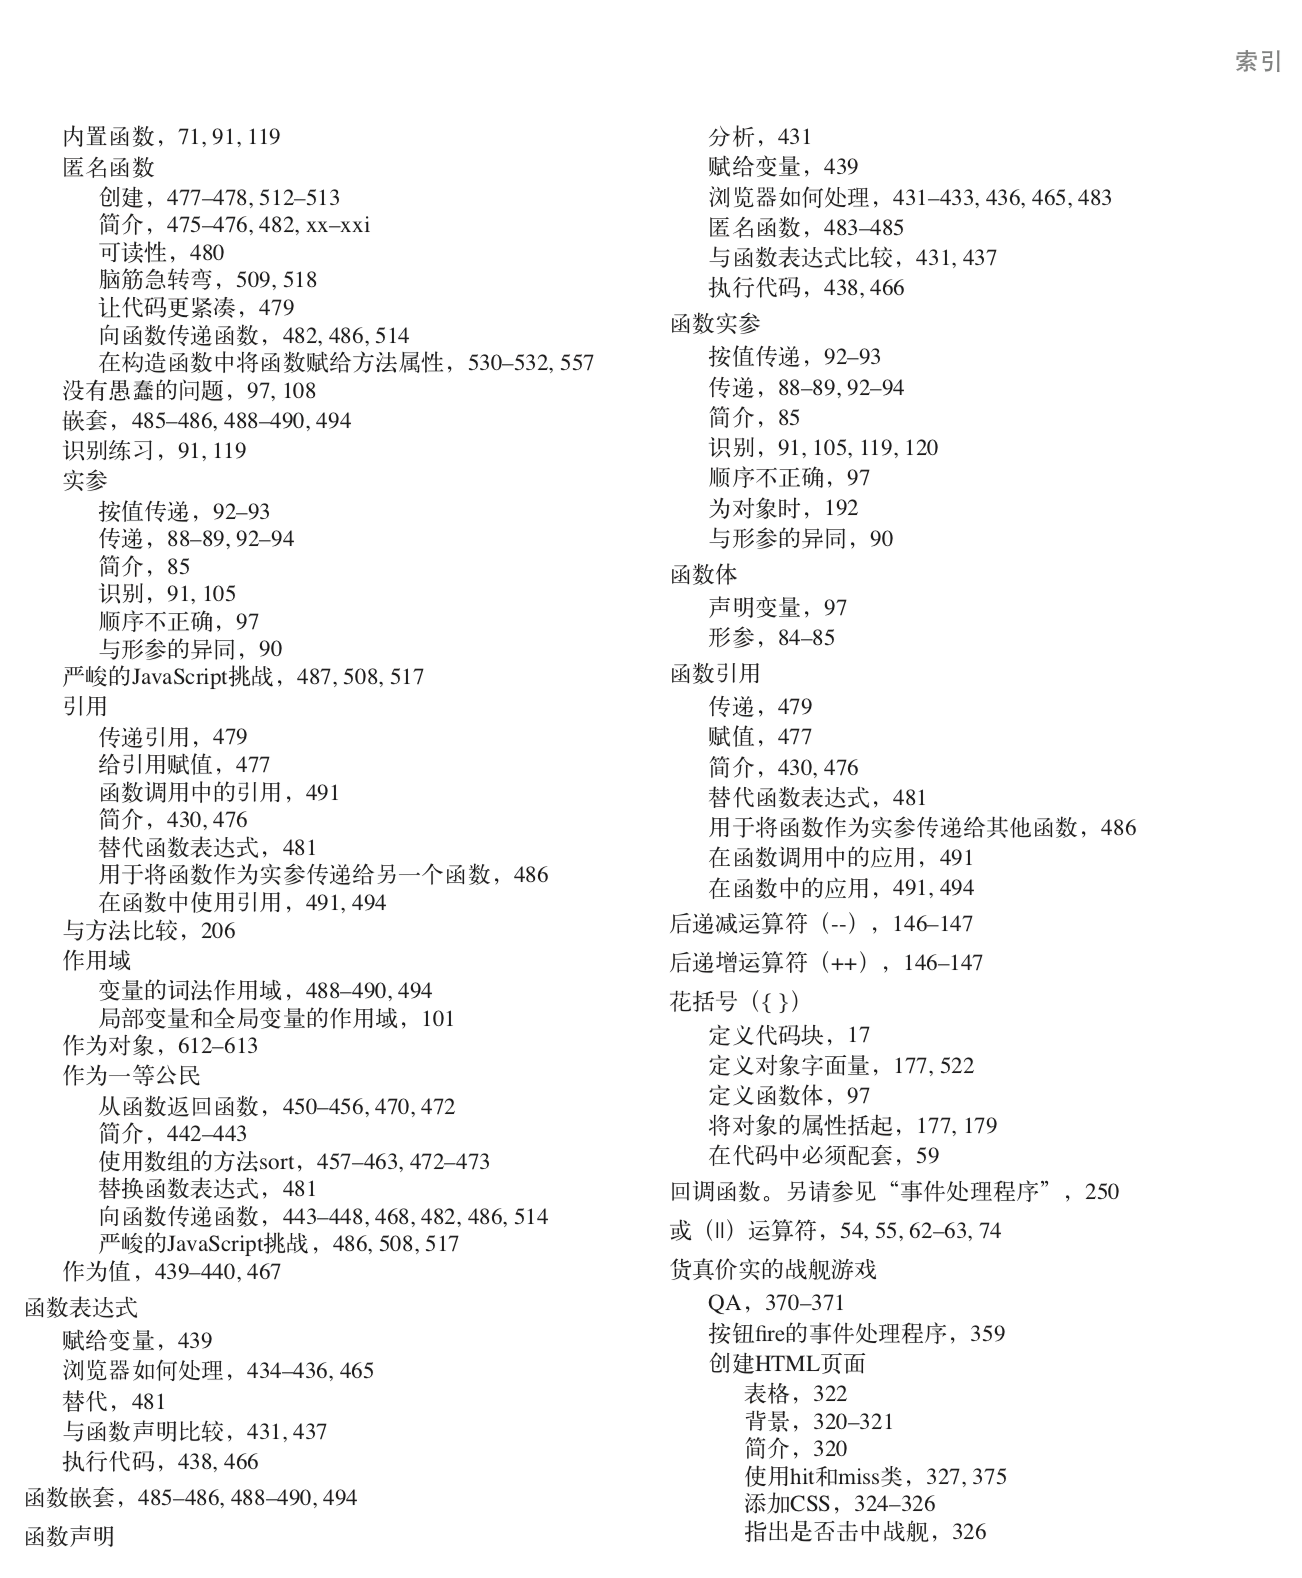 索引
内置函数，71, 91, 119
匿名函数
创建，477–478, 512–513
简介，475–476, 482, xx–xxi
可读性，480
脑筋急转弯，509, 518
让代码更紧凑，479
向函数传递函数，482, 486, 514
在构造函数中将函数赋给方法属性，530–532, 557
没有愚蠢的问题，97, 108
嵌套，485–486, 488–490, 494
识别练习，91, 119
实参
按值传递，92–93
传递，88–89, 92–94
简介，85
识别，91, 105
顺序不正确，97
与形参的异同，90
严峻的JavaScript挑战，487, 508, 517
引用
传递引用，479
给引用赋值，477
函数调用中的引用，491
简介，430, 476
替代函数表达式，481
用于将函数作为实参传递给另一个函数，486
在函数中使用引用，491, 494
与方法比较，206
作用域
变量的词法作用域，488–490, 494
局部变量和全局变量的作用域，101
作为对象，612–613
作为一等公民
从函数返回函数，450–456, 470, 472
简介，442–443
使用数组的方法sort，457–463, 472–473
替换函数表达式，481
向函数传递函数，443–448, 468, 482, 486, 514
严峻的JavaScript挑战，486, 508, 517
作为值，439–440, 467
函数表达式
赋给变量，439
浏览器如何处理，434–436, 465
替代，481
与函数声明比较，431, 437
执行代码，438, 466
函数嵌套，485–486, 488–490, 494
函数声明
分析，431
赋给变量，439
浏览器如何处理，431–433, 436, 465, 483
匿名函数，483–485
与函数表达式比较，431, 437
执行代码，438, 466
函数实参
按值传递，92–93
传递，88–89, 92–94
简介，85
识别，91, 105, 119, 120
顺序不正确，97
为对象时，192
与形参的异同，90
函数体
声明变量，97
形参，84–85
函数引用
传递，479
赋值，477
简介，430, 476
替代函数表达式，481
用于将函数作为实参传递给其他函数，486
在函数调用中的应用，491
在函数中的应用，491, 494
后递减运算符（--），146–147
后递增运算符（++），146–147
花括号（{ }）
定义代码块，17
定义对象字面量，177, 522
定义函数体，97
将对象的属性括起，177, 179
在代码中必须配套，59
回调函数。另请参见“事件处理程序”，250
或（||）运算符，54, 55, 62–63, 74
货真价实的战舰游戏
QA，370–371
按钮fire的事件处理程序，359
创建HTML页面
表格，322
背景，320–321
简介，320
使用hit和miss类，327, 375
添加CSS，324–326
指出是否击中战舰，326